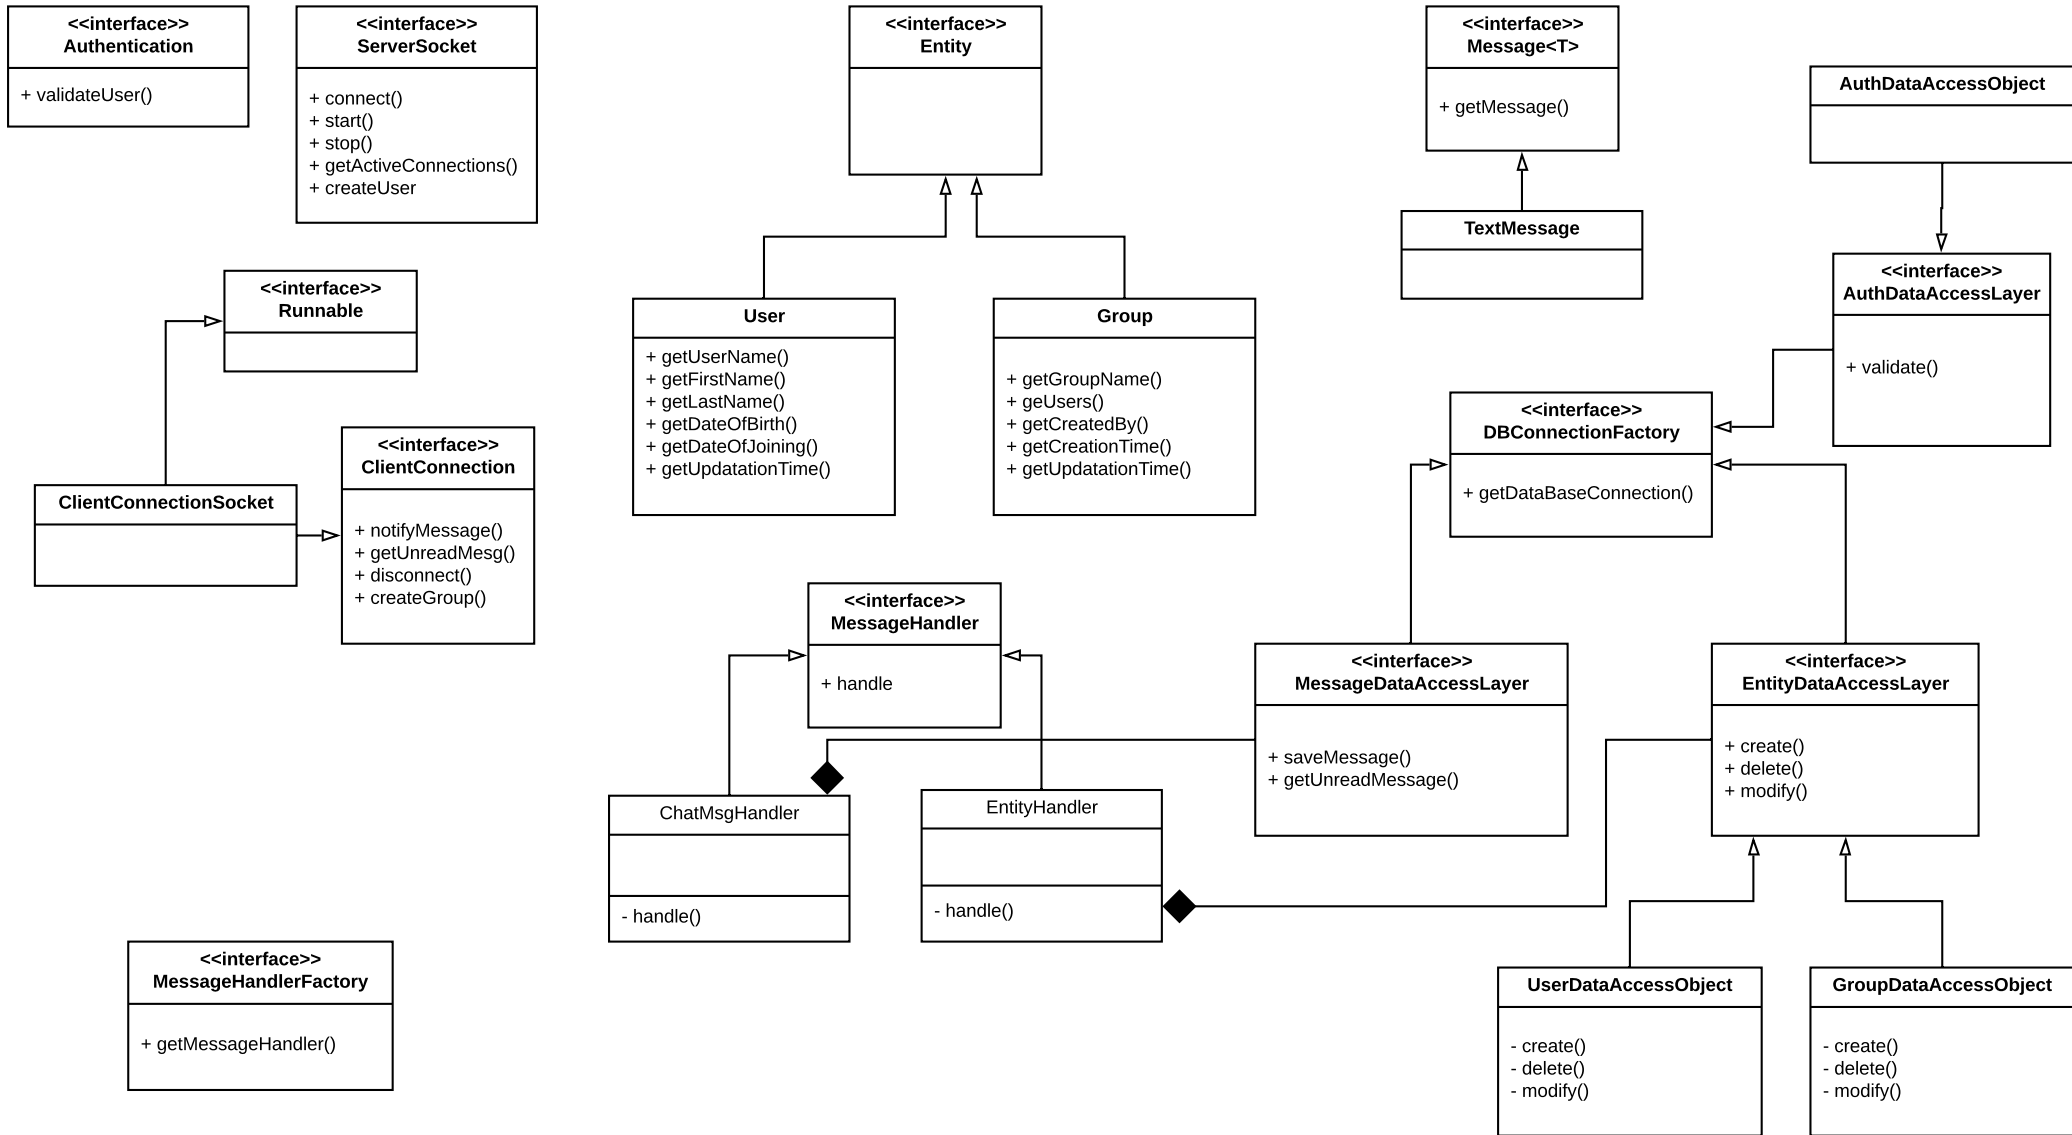 <<interface>>
Authentication
+ validateUser()
<<interface>>
ServerSocket
+ connect()
+ start()
+ stop()
+ getActiveConnections()
+ createUser
<<interface>>
Entity
<<interface>>
Message<T>
+ getMessage()
AuthDataAccessObject
TextMessage
<<interface>>
AuthDataAccessLayer
+ validate()
<<interface>>
Runnable
User
+ getUserName()
+ getFirstName()
+ getLastName()
+ getDateOfBirth()
+ getDateOfJoining()
+ getUpdatationTime()
Group
+ getGroupName()
+ geUsers()
+ getCreatedBy()
+ getCreationTime()
+ getUpdatationTime()
<<interface>>
DBConnectionFactory
+ getDataBaseConnection()
<<interface>>
ClientConnection
+ notifyMessage()
+ getUnreadMesg()
+ disconnect()
+ createGroup()
ClientConnectionSocket
<<interface>>
MessageHandler
+ handle
<<interface>>
MessageDataAccessLayer
+ saveMessage()
+ getUnreadMessage()
<<interface>>
EntityDataAccessLayer
+ create()
+ delete()
+ modify()
ChatMsgHandler
- handle()
EntityHandler
- handle()
<<interface>>
MessageHandlerFactory
+ getMessageHandler()
UserDataAccessObject
- create()
- delete()
- modify()
GroupDataAccessObject
- create()
- delete()
- modify()